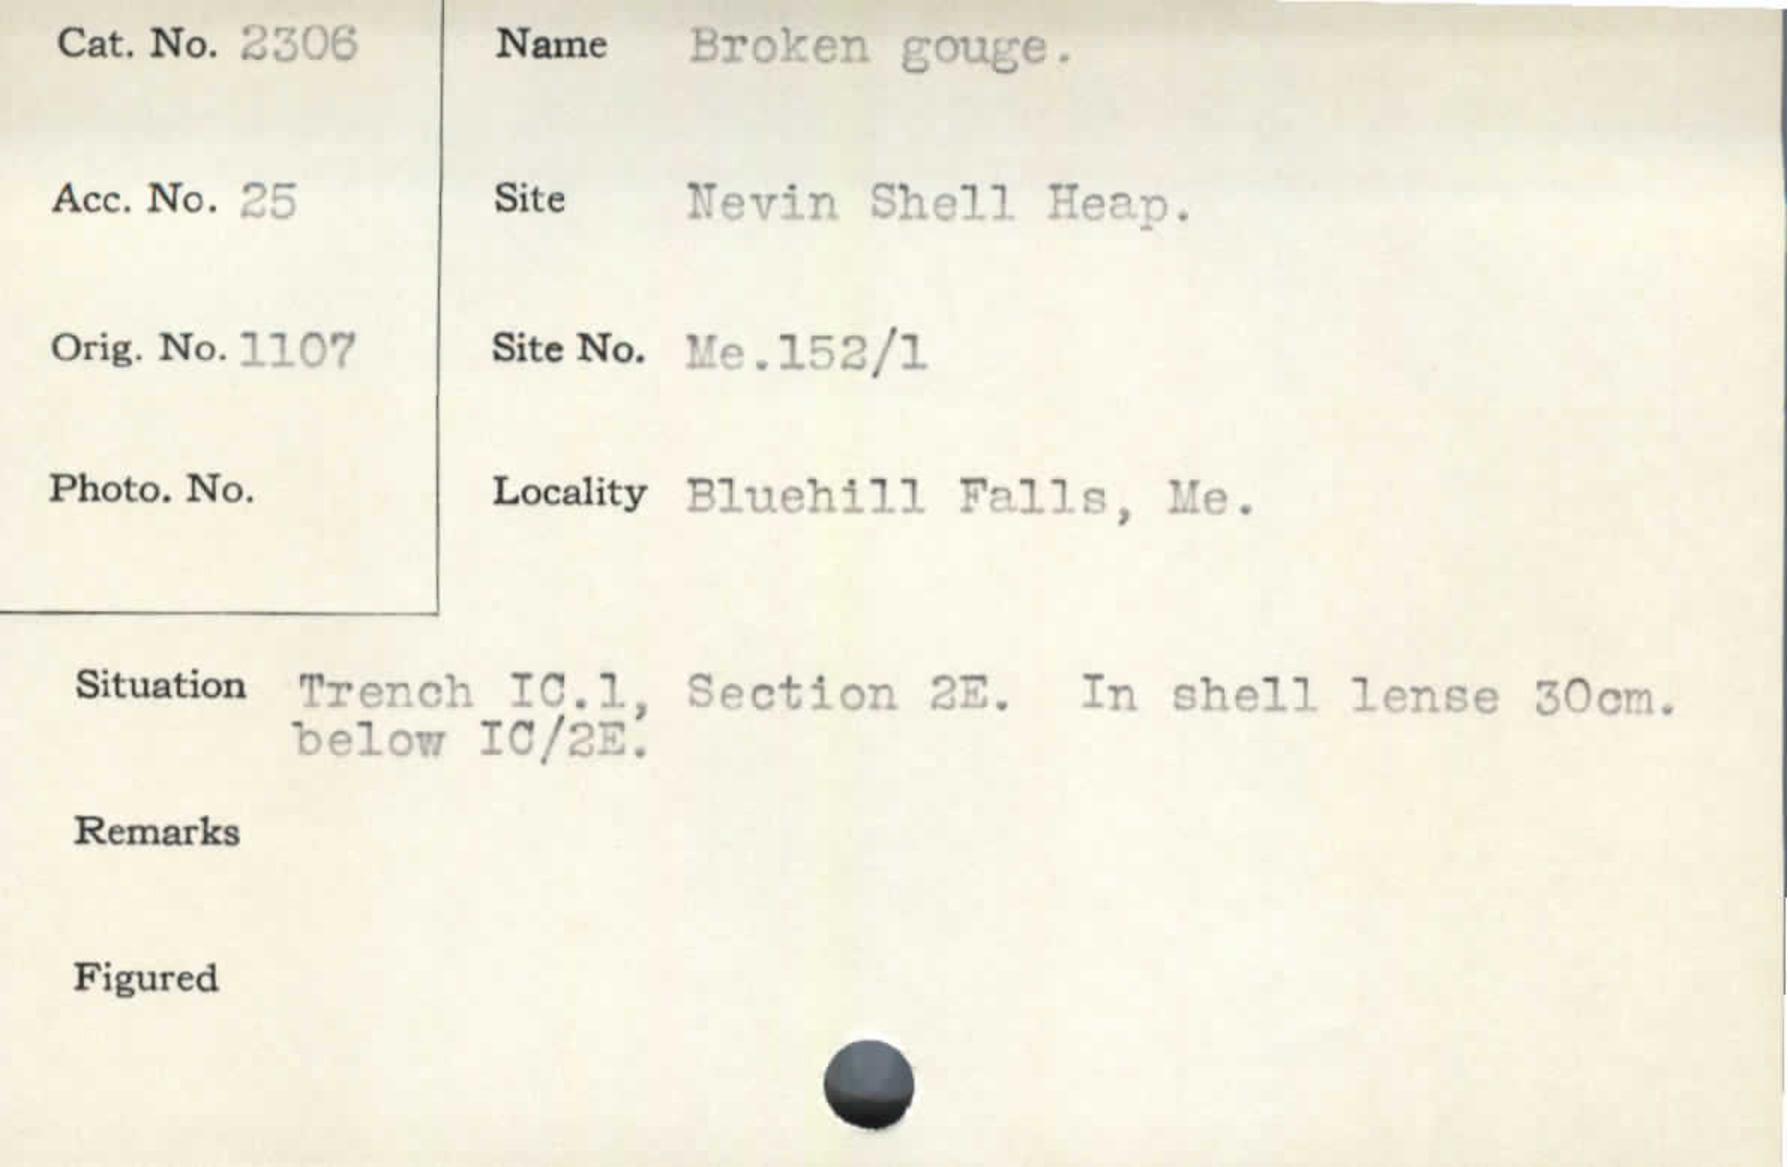 Cat. No. 2306
Acc. No. 25
Orig. No. 1107
Photo. No.
Name Broken gouge.
Site Nevin Shell Heap.
Site No. Me.152/1
Locality Bluehill Falls, Me.
Situation Trench IC.1, Section 2E. In shell lense 30cm.
below IC/2E.
Remarks
Figured